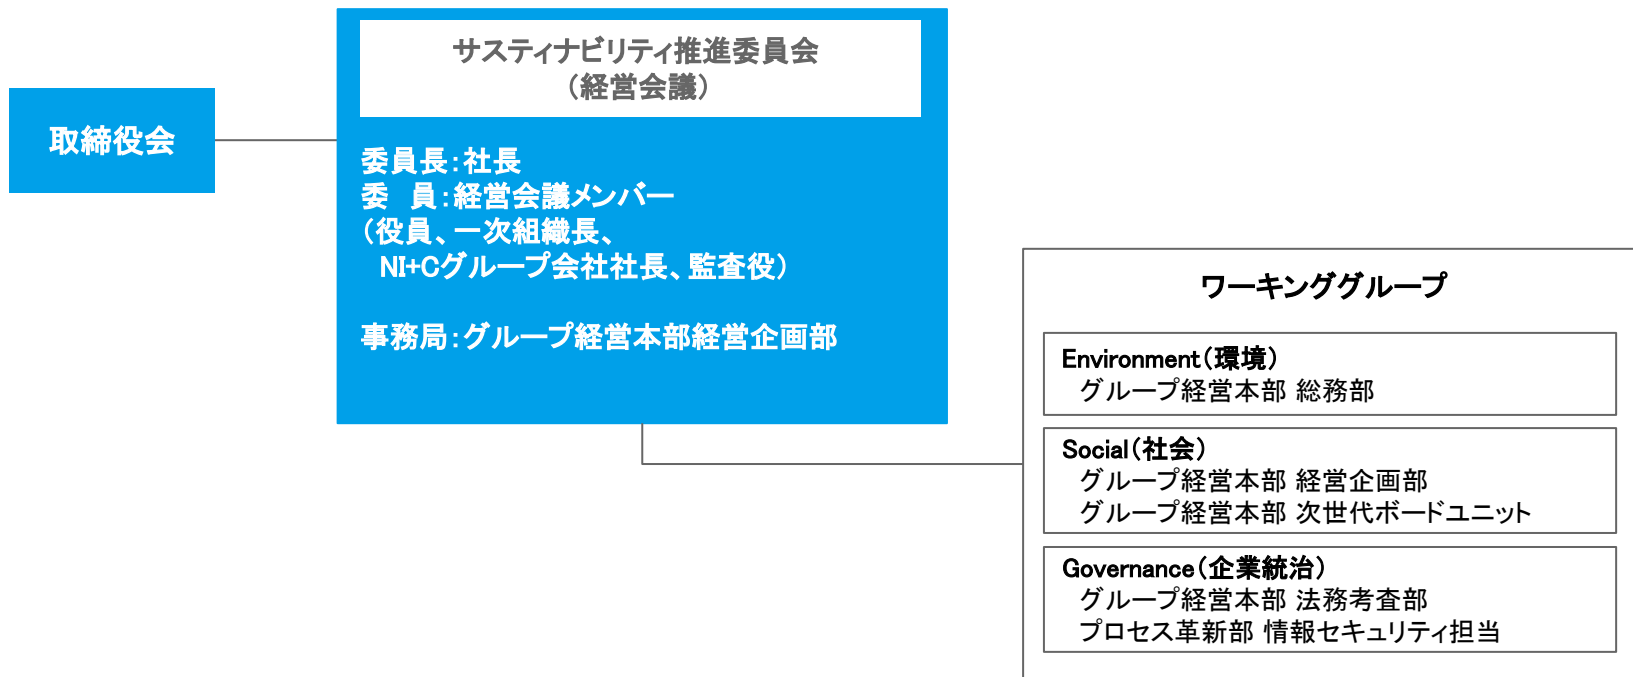 取締役会
サスティナビリティ推進委員会
（経営会議）
委員長：社長
委　員：経営会議メンバー
（役員、一次組織長、
NI+Cグループ会社社長、監査役）
事務局：グループ経営本部経営企画部
ワーキンググループ
Environment（環境）
グループ経営本部 総務部
Social（社会）
グループ経営本部 経営企画部
グループ経営本部 次世代ボードユニット
Governance（企業統治）
グループ経営本部 法務考査部
プロセス革新部 情報セキュリティ担当